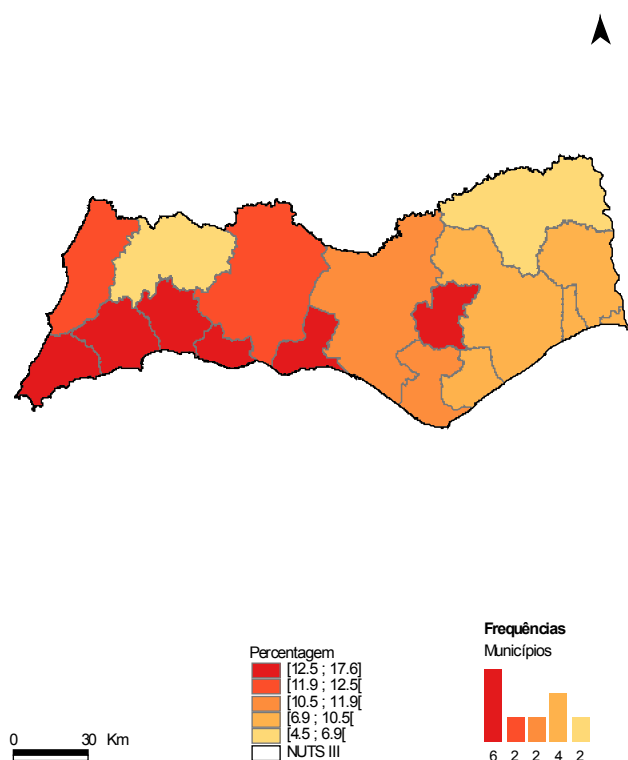 Frequências
Municípios
Percentagem
[12.5 ; 17.6]
[11.9 ; 12.5[
[10.5 ; 11.9[
[6.9 ; 10.5[
[4.5 ; 6.9[
NUTS III
0 30 Km
6 2 2 4 2